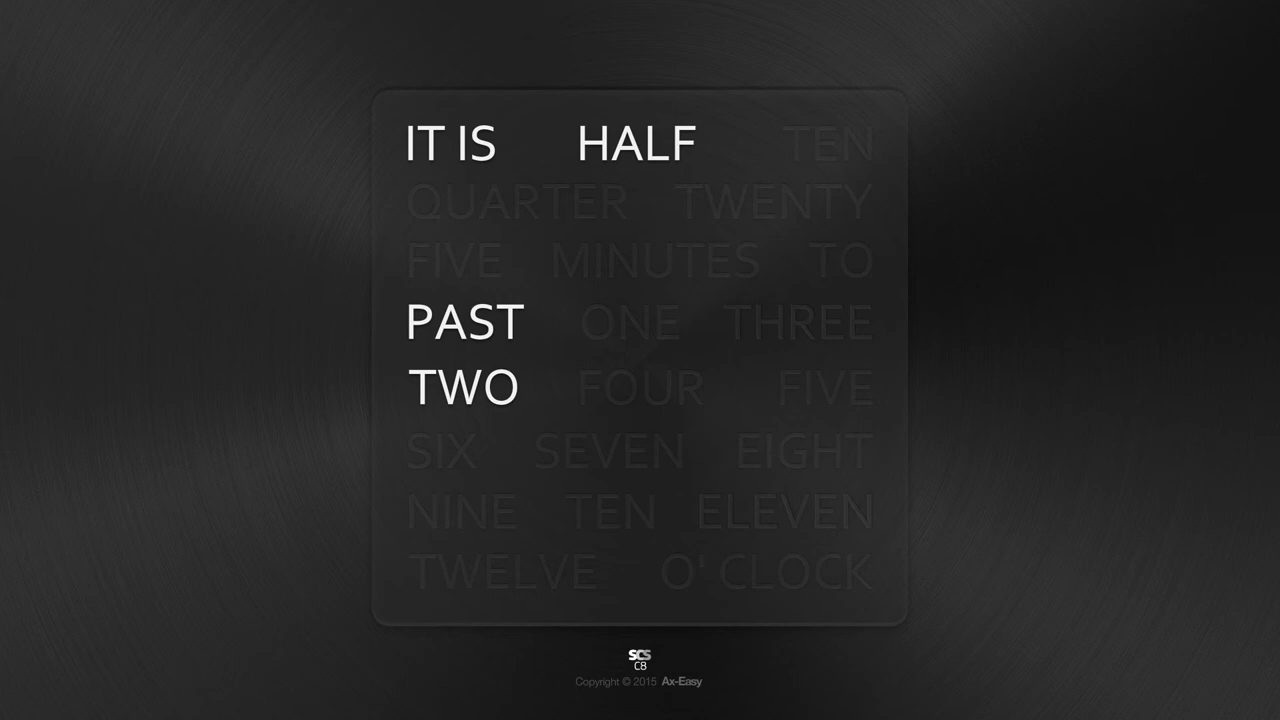 IT IS HALF TEN
QUARTER TWENTY
FIVE MINUTES TO
PAST ONE THREE
TWO FOUR FIVE
SIX SEVEN EIGHT
NINE TEN ELEVEN
TWELVE O'CLOCK
SCS
C8
Copyright © 2015 Ax-Easy